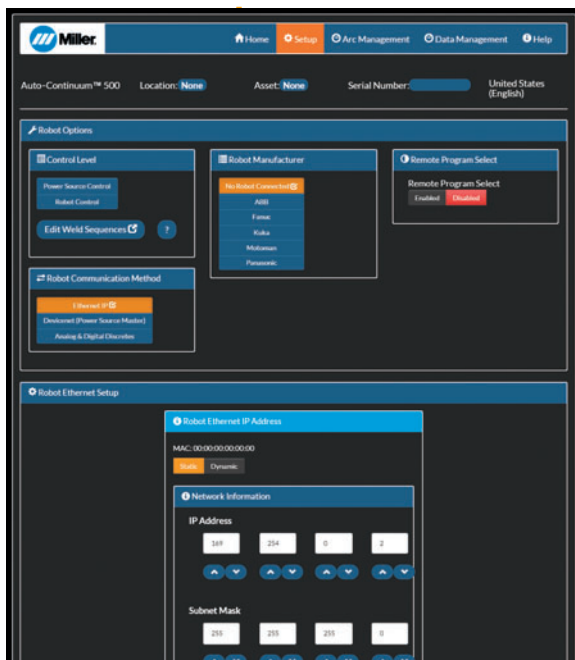 Miller.
Home Setup Arc Management Data Management Help
Auto-Continuum™ 500 Location: None Asset: None Serial Number: United States (English)
Robot Options
Control Level
Power Source Control
Robot Control
Edit Weld Sequences ?
Robot Manufacturer
No Robot Connected
ABB
Fanuc
Kuka
Motoman
Panasonic
Remote Program Select
Remote Program Select
Enabled Disabled
Robot Communication Method
Ethernet IP
Devicenet (Power Source Master)
Analog & Digital Discretes
Robot Ethernet Setup
Robot Ethernet IP Address
MAC: 00:00:00:00:00:00
Static Dynamic
Network Information
IP Address
169 254 0 2
Subnet Mask
255 255 255 0